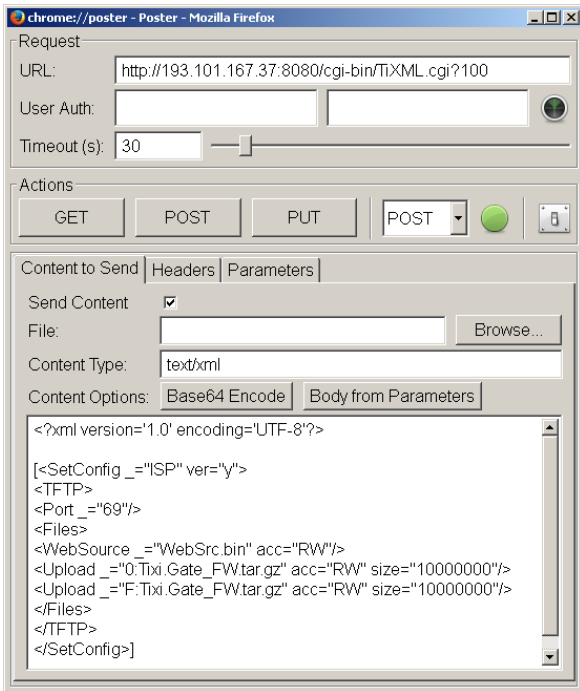 chrome://poster - Poster - Mozilla Firefox
Request
URL: http://193.101.167.37:8080/cgi-bin/TiXML.cgi?100
User Auth:
Timeout (s): 30
Actions
GET POST PUT POST
Content to Send Headers Parameters
Send Content
File: Browse...
Content Type: text/xml
Content Options: Base64 Encode Body from Parameters
<?xml version='1.0' encoding='UTF-8'?>
[<SetConfig _="ISP" ver="y">
<TFTP>
<Port _="69"/>
<Files>
<WebSource _="WebSrc.bin" acc="RW"/>
<Upload _="0:Tixi.Gate_FW.tar.gz" acc="RW" size="10000000"/>
<Upload _="F:Tixi.Gate_FW.tar.gz" acc="RW" size="10000000"/>
</Files>
</TFTP>
</SetConfig>]